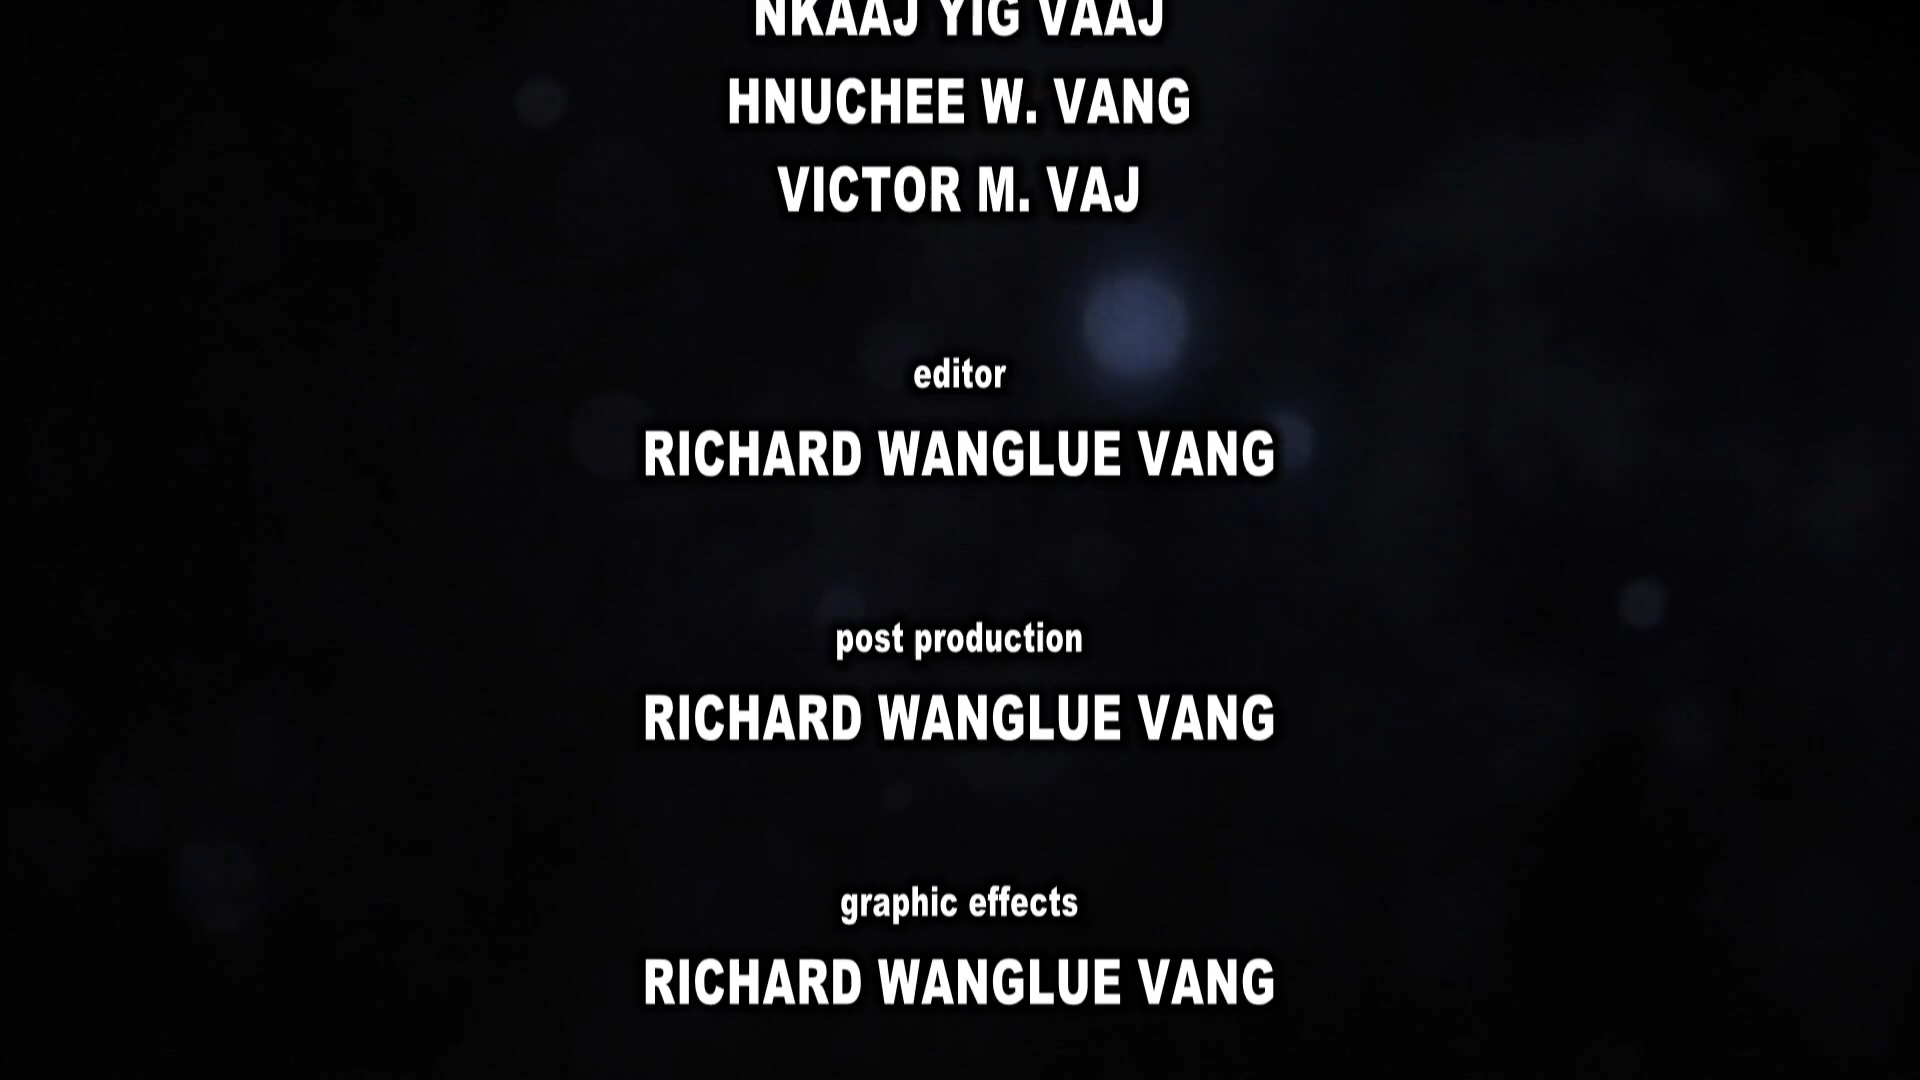 NKAAJ YIG VAAJ
HNUCHEE W. VANG
VICTOR M. VAJ
editor
RICHARD WANGLUE VANG
post production
RICHARD WANGLUE VANG
graphic effects
RICHARD WANGLUE VANG